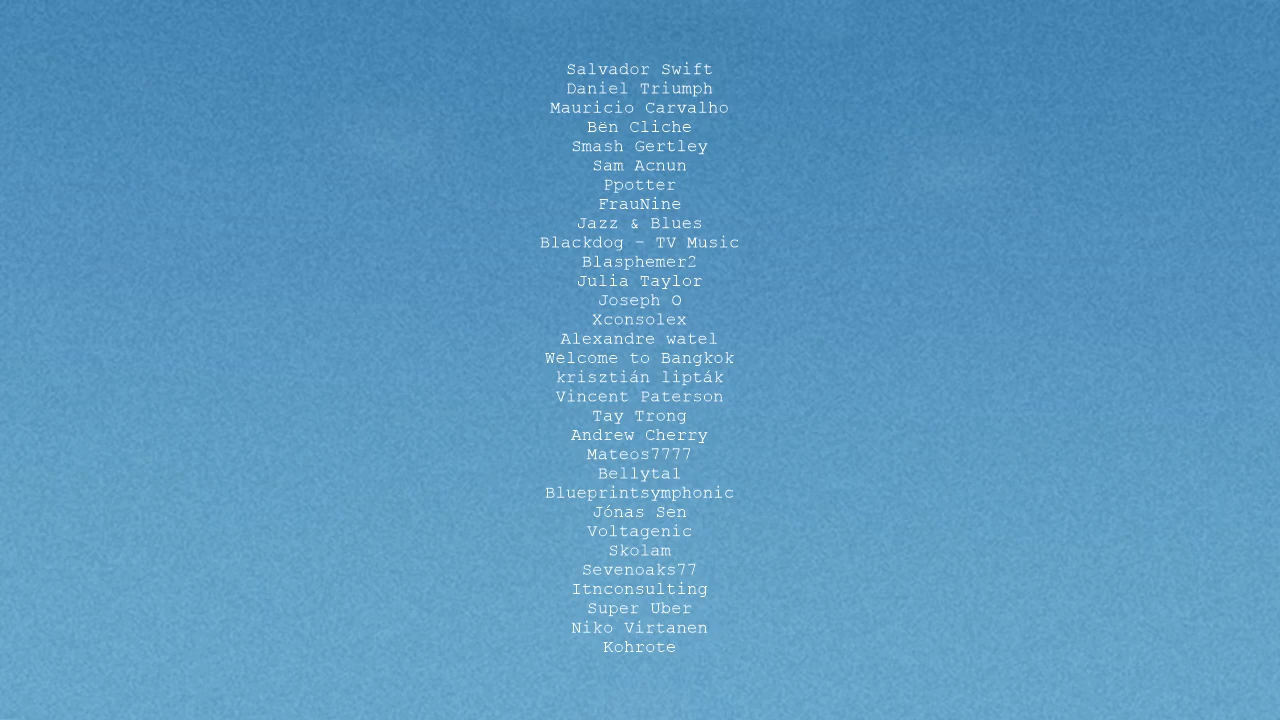 Salvador Swift
Daniel Triumph
Mauricio Carvalho
Bën Cliche
Smash Gertley
Sam Acnun
Ppotter
FrauNine
Jazz & Blues
Blackdog - TV Music
Blasphemer2
Julia Taylor
Joseph O
Xconsolex
Alexandre watel
Welcome to Bangkok
krisztián lipták
Vincent Paterson
Tay Trong
Andrew Cherry
Mateos7777
Bellyta1
Blueprintsymphonic
Jónas Sen
Voltagenic
Skolam
Sevenoaks77
Itnconsulting
Super Uber
Niko Virtanen
Kohrote